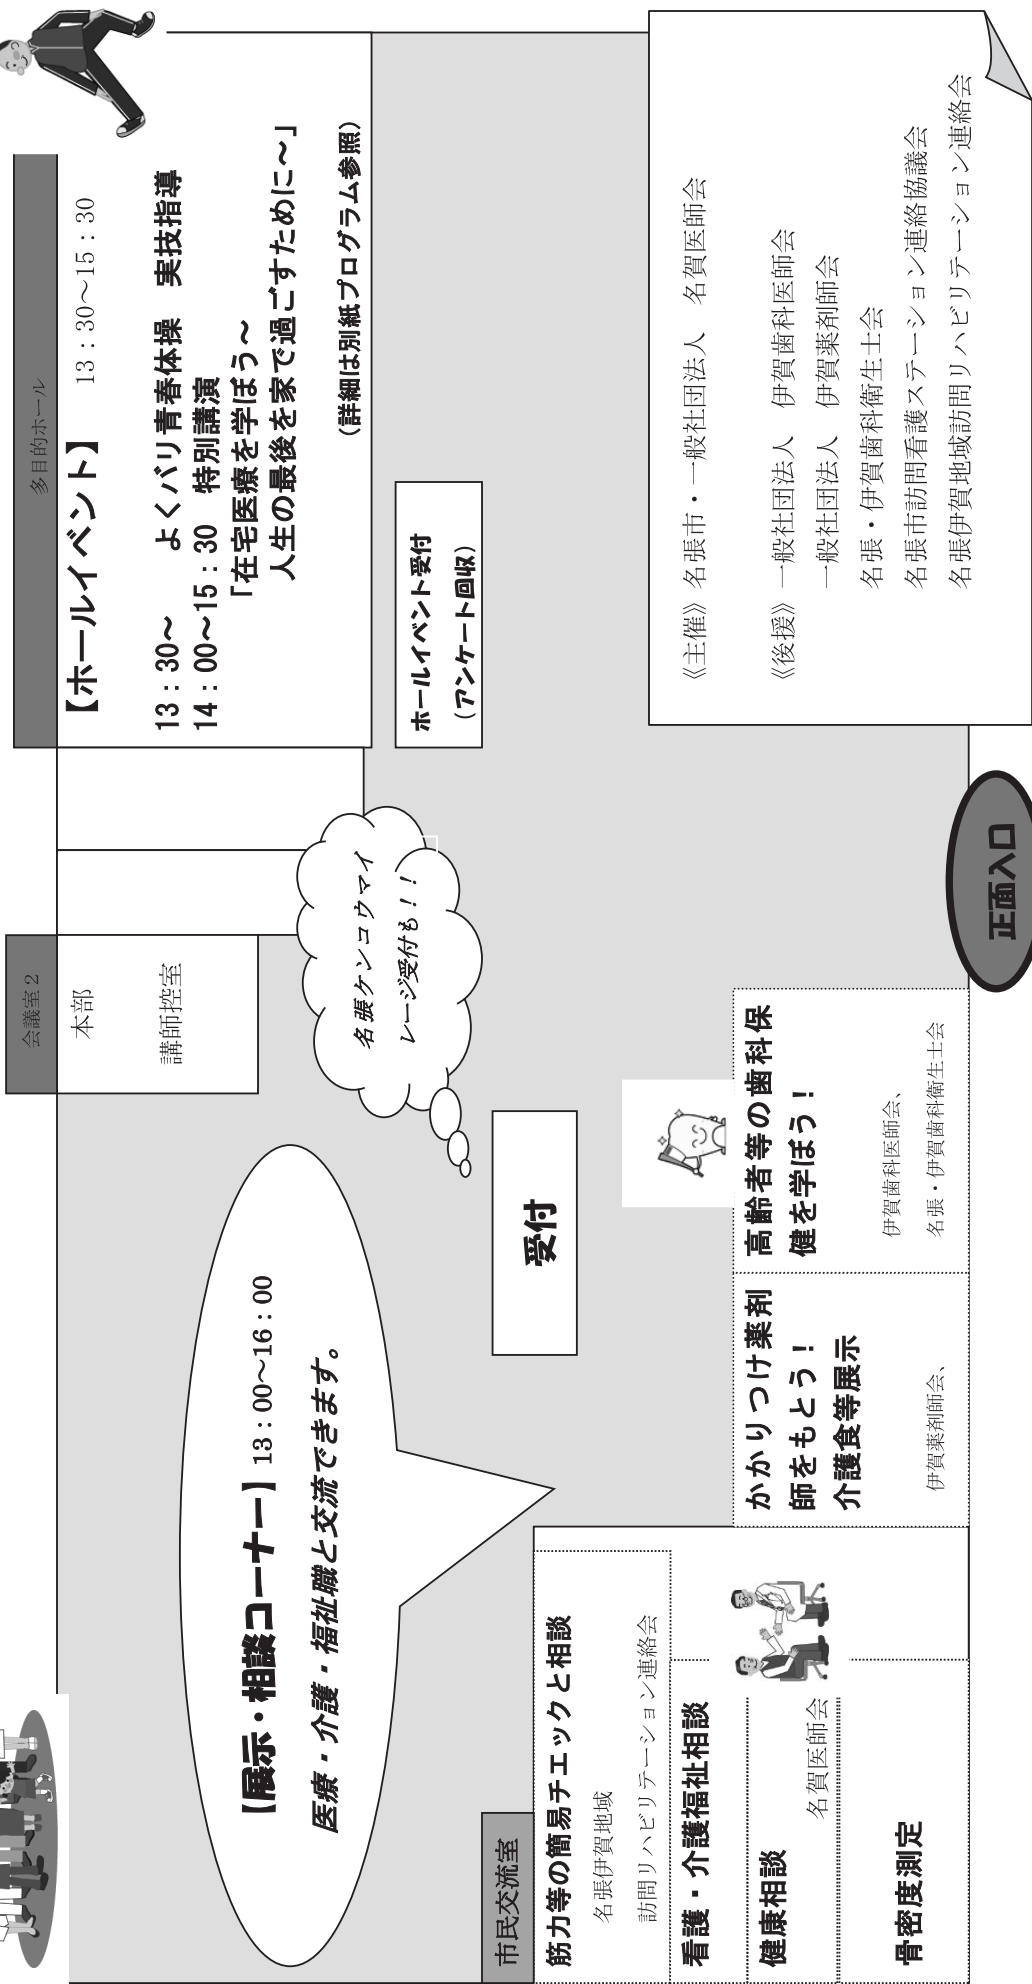 多目的ホール
【ホールイベント】 13：30～15：30
13：30～ よくバリ青春体操 実技指導
14：00～15：30 特別講演
「在宅医療を学ぼう～
人生の最後を家で過ごすために～」
（詳細は別紙プログラム参照）
ホールイベント受付
（アンケート回収）
会議室２
本部
講師控室
名張ケンコウマイ
レージ受付も！！
【展示・相談コーナー】 13：00～16：00
医療・介護・福祉職と交流できます。
受付
市民交流室
筋力等の簡易チェックと相談
名張伊賀地域
訪問リハビリテーション連絡会
看護・介護福祉相談
健康相談
名賀医師会
骨密度測定
かかりつけ薬剤
師をもとう！
介護食等展示
伊賀薬剤師会、
高齢者等の歯科保
健を学ぼう！
伊賀歯科医師会、
名張・伊賀歯科衛生士会
正面入口
《主催》 名張市・一般社団法人 名賀医師会
《後援》 一般社団法人 伊賀歯科医師会
一般社団法人 伊賀薬剤師会
名張・伊賀歯科衛生士会
名張市訪問看護ステーション連絡協議会
名張伊賀地域訪問リハビリテーション連絡会